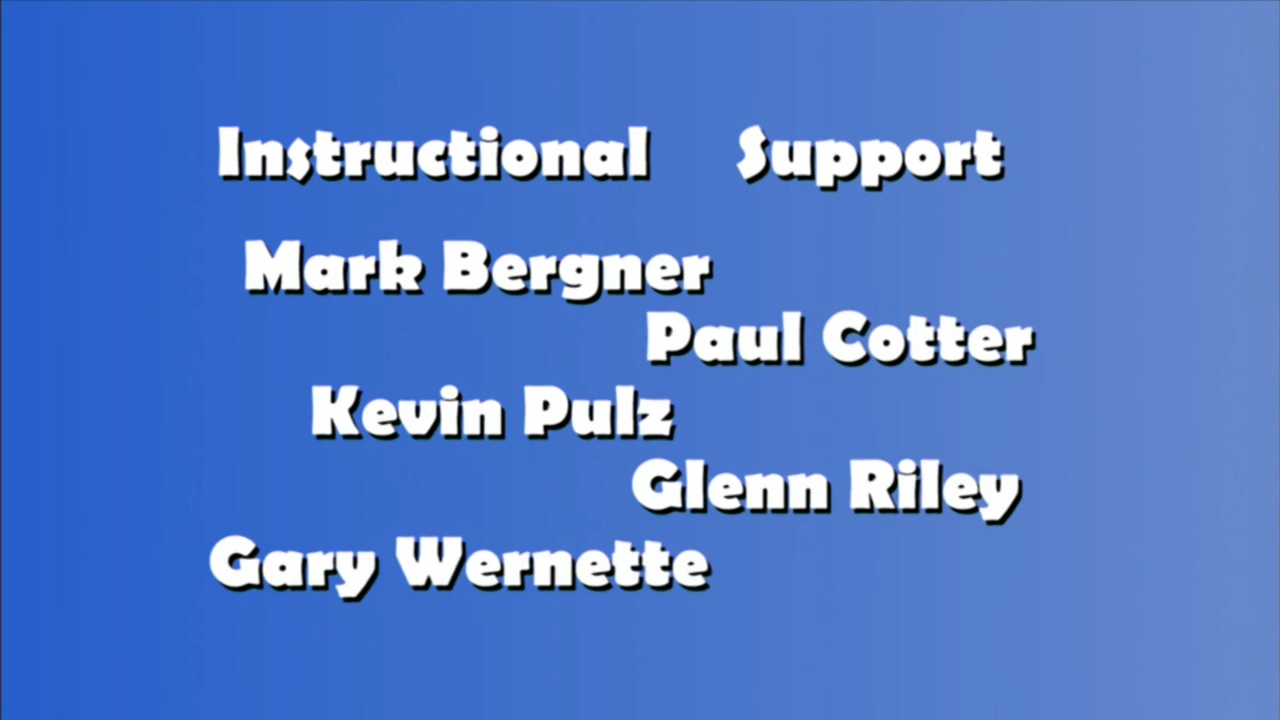 Instructional Support
Mark Bergner
Paul Cotter
Kevin Pulz
Glenn Riley
Gary Wernette